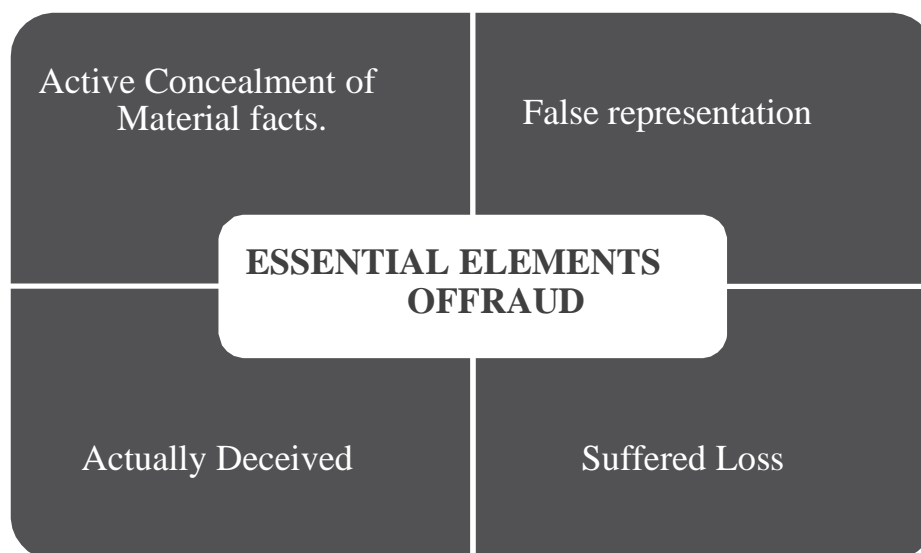 Active Concealment of
Material facts.
False representation
ESSENTIAL ELEMENTS
OFFRAUD
Actually Deceived
Suffered Loss